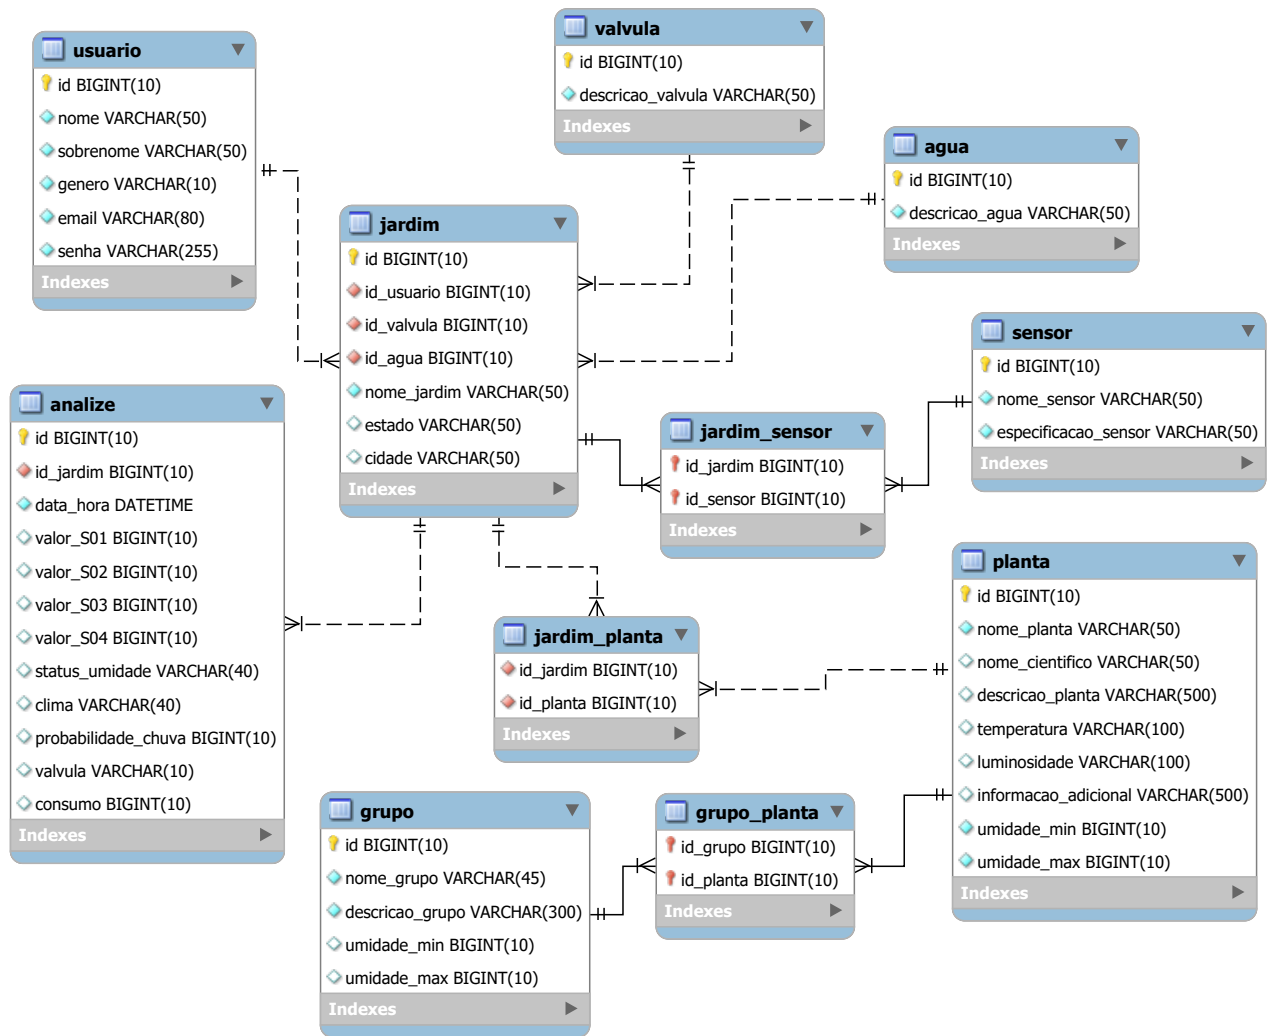 usuario
id BIGINT(10)
nome VARCHAR(50)
sobrenome VARCHAR(50)
genero VARCHAR(10)
email VARCHAR(80)
senha VARCHAR(255)
Indexes
valvula
id BIGINT(10)
descricao_valvula VARCHAR(50)
Indexes
agua
id BIGINT(10)
descricao_agua VARCHAR(50)
Indexes
jardim
id BIGINT(10)
id_usuario BIGINT(10)
id_valvula BIGINT(10)
id_agua BIGINT(10)
nome_jardim VARCHAR(50)
estado VARCHAR(50)
cidade VARCHAR(50)
Indexes
sensor
id BIGINT(10)
nome_sensor VARCHAR(50)
especificacao_sensor VARCHAR(50)
Indexes
analize
id BIGINT(10)
id_jardim BIGINT(10)
data_hora DATETIME
valor_S01 BIGINT(10)
valor_S02 BIGINT(10)
valor_S03 BIGINT(10)
valor_S04 BIGINT(10)
status_umidade VARCHAR(40)
clima VARCHAR(40)
probabilidade_chuva BIGINT(10)
valvula VARCHAR(10)
consumo BIGINT(10)
Indexes
jardim_sensor
id_jardim BIGINT(10)
id_sensor BIGINT(10)
Indexes
jardim_planta
id_jardim BIGINT(10)
id_planta BIGINT(10)
Indexes
planta
id BIGINT(10)
nome_planta VARCHAR(50)
nome_cientifico VARCHAR(50)
descricao_planta VARCHAR(500)
temperatura VARCHAR(100)
luminosidade VARCHAR(100)
informacao_adicional VARCHAR(500)
umidade_min BIGINT(10)
umidade_max BIGINT(10)
Indexes
grupo
id BIGINT(10)
nome_grupo VARCHAR(45)
descricao_grupo VARCHAR(300)
umidade_min BIGINT(10)
umidade_max BIGINT(10)
Indexes
grupo_planta
id_grupo BIGINT(10)
id_planta BIGINT(10)
Indexes